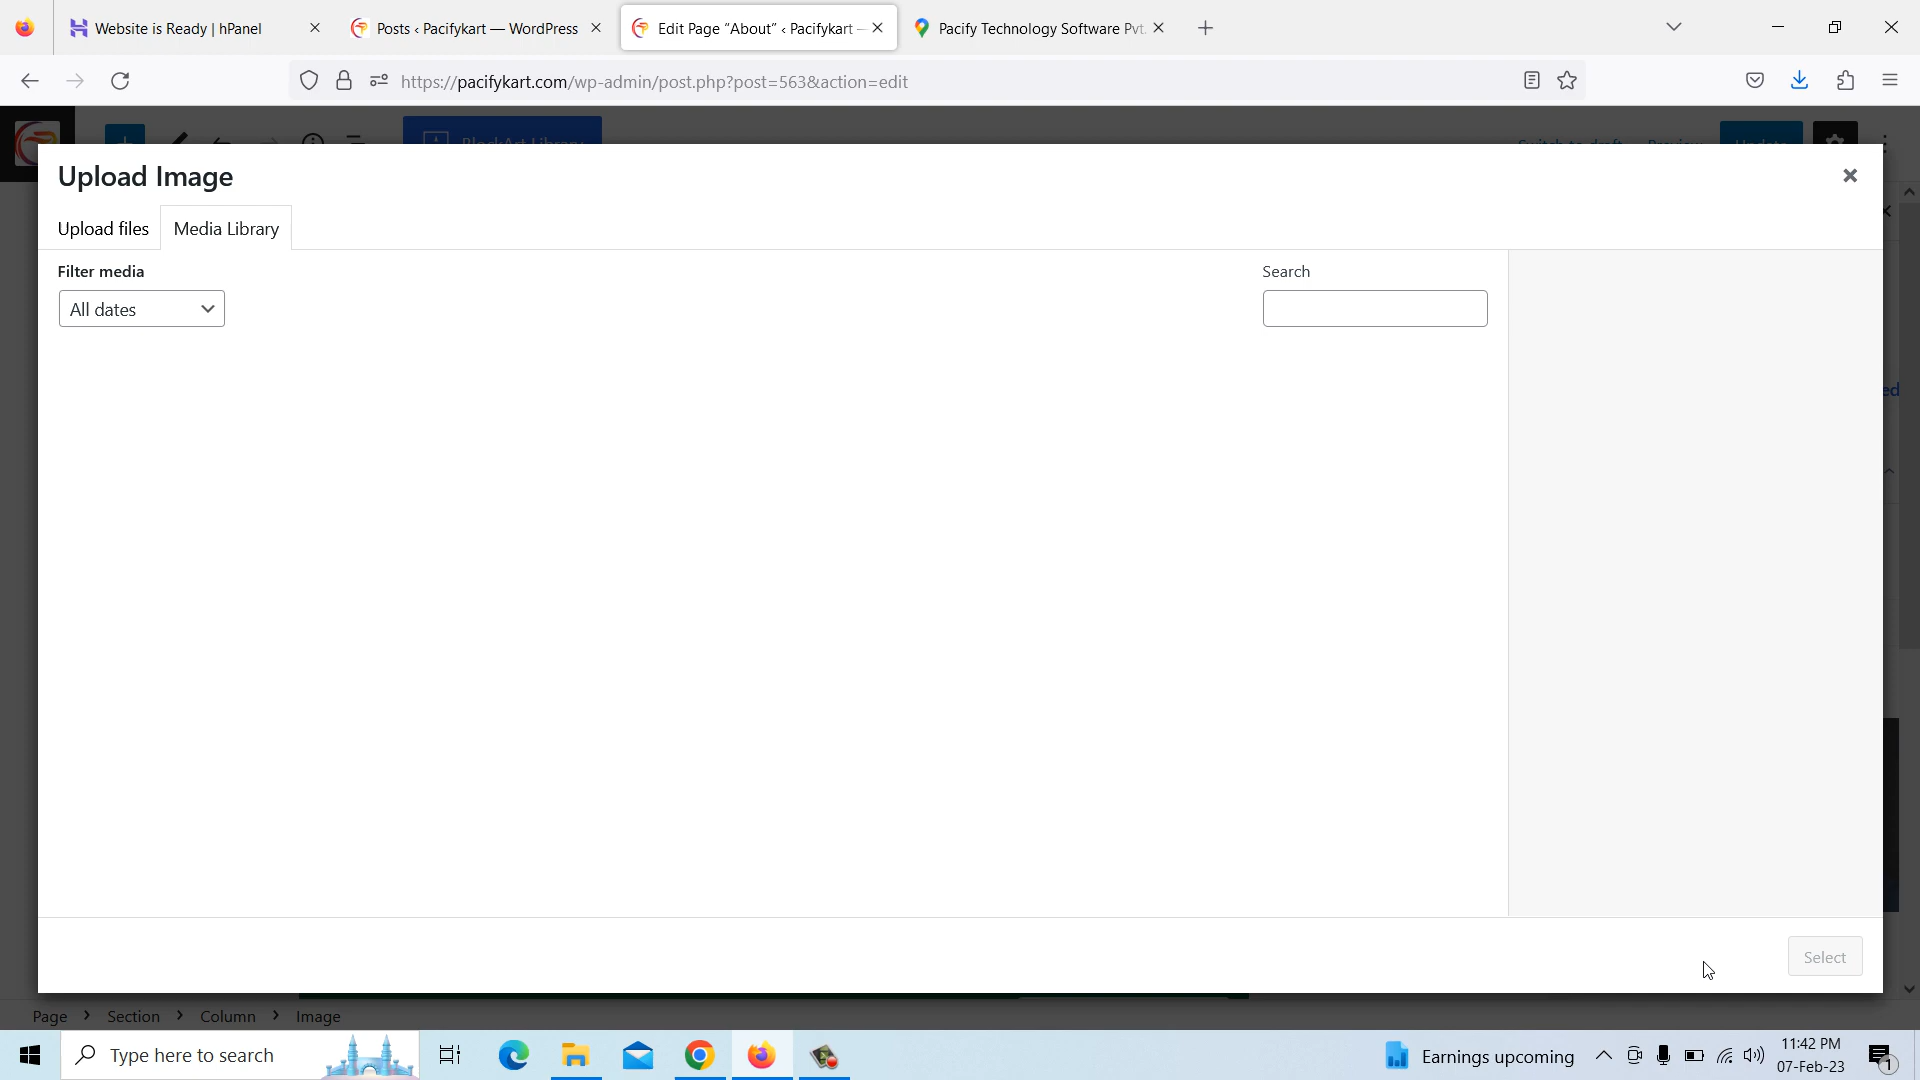 Website is Ready | hPanel
Posts ‹ Pacifykart — WordPress
Edit Page “About” ‹ Pacifykart —
Pacify Technology Software Pvt.
https://pacifykart.com/wp-admin/post.php?post=563&action=edit
Upload Image
Upload files
Media Library
Filter media
All dates
Search
Select
Page
Section
Column
Image
Type here to search
Earnings upcoming
11:42 PM
07-Feb-23
1